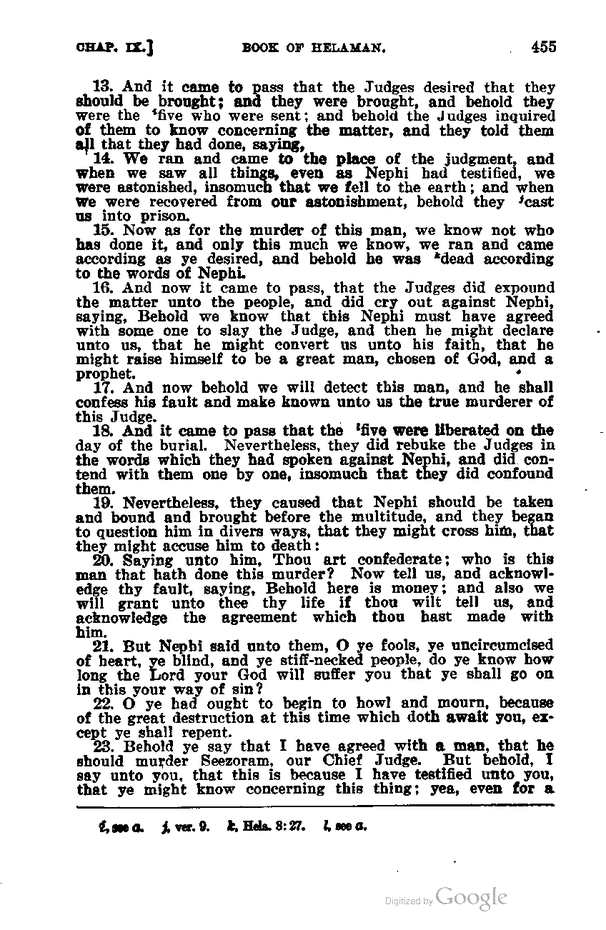 CHAP. IX.] BOOK OF HELAMAN. 455
13. And it came to pass that the Judges desired that they
should be brought; and they were brought, and behold they
were the ⁱfive who were sent; and behold the Judges inquired
of them to know concerning the matter, and they told them
all that they had done, saying,
14. We ran and came to the place of the judgment, and
when we saw all things, even as Nephi had testified, we
were astonished, insomuch that we fell to the earth; and when
we were recovered from our astonishment, behold they ʲcast
us into prison.
15. Now as for the murder of this man, we know not who
has done it, and only this much we know, we ran and came
according as ye desired, and behold he was ᵏdead according
to the words of Nephi.
16. And now it came to pass, that the Judges did expound
the matter unto the people, and did cry out against Nephi,
saying, Behold we know that this Nephi must have agreed
with some one to slay the Judge, and then he might declare
unto us, that he might convert us unto his faith, that he
might raise himself to be a great man, chosen of God, and a
prophet.
17. And now behold we will detect this man, and he shall
confess his fault and make known unto us the true murderer of
this Judge.
18. And it came to pass that the ˡfive were liberated on the
day of the burial. Nevertheless, they did rebuke the Judges in
the words which they had spoken against Nephi, and did con-
tend with them one by one, insomuch that they did confound
them.
19. Nevertheless, they caused that Nephi should be taken
and bound and brought before the multitude, and they began
to question him in divers ways, that they might cross him, that
they might accuse him to death:
20. Saying unto him, Thou art confederate; who is this
man that hath done this murder? Now tell us, and acknowl-
edge thy fault, saying, Behold here is money; and also we
will grant unto thee thy life if thou wilt tell us, and
acknowledge the agreement which thou hast made with
him.
21. But Nephi said unto them, O ye fools, ye uncircumcised
of heart, ye blind, and ye stiff-necked people, do ye know how
long the Lord your God will suffer you that ye shall go on
in this your way of sin?
22. O ye had ought to begin to howl and mourn, because
of the great destruction at this time which doth await you, ex-
cept ye shall repent.
23. Behold ye say that I have agreed with a man, that he
should murder Seezoram, our Chief Judge. But behold, I
say unto you, that this is because I have testified unto you,
that ye might know concerning this thing; yea, even for a
i, see a. j, ver. 9. k, Hela. 8:27. l, see a.
Digitized by Google